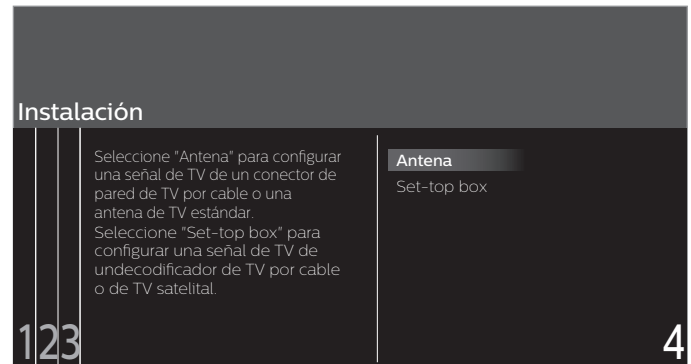 Instalación
Seleccione "Antena" para configurar
una señal de TV de un conector de
pared de TV por cable o una
antena de TV estándar.
Seleccione "Set-top box" para
configurar una señal de TV de
undecodificador de TV por cable
o de TV satelital.
Antena
Set-top box
123
4